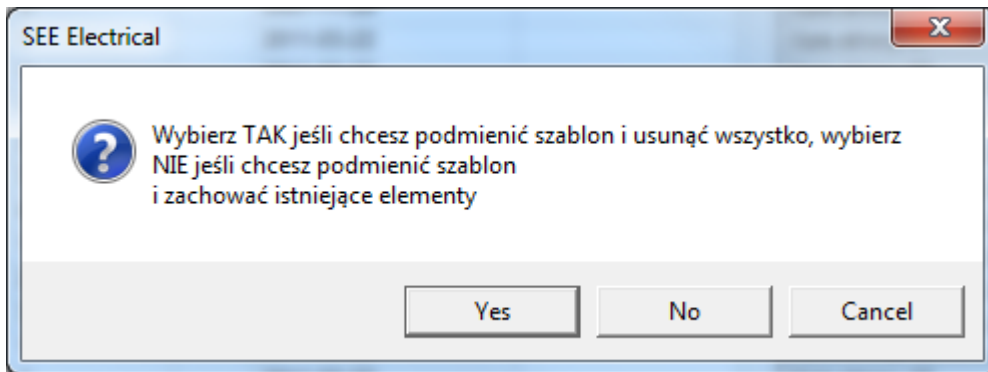 SEE Electrical
Wybierz TAK jeśli chcesz podmienić szablon i usunąć wszystko, wybierz
NIE jeśli chcesz podmienić szablon
i zachować istniejące elementy
Yes
No
Cancel